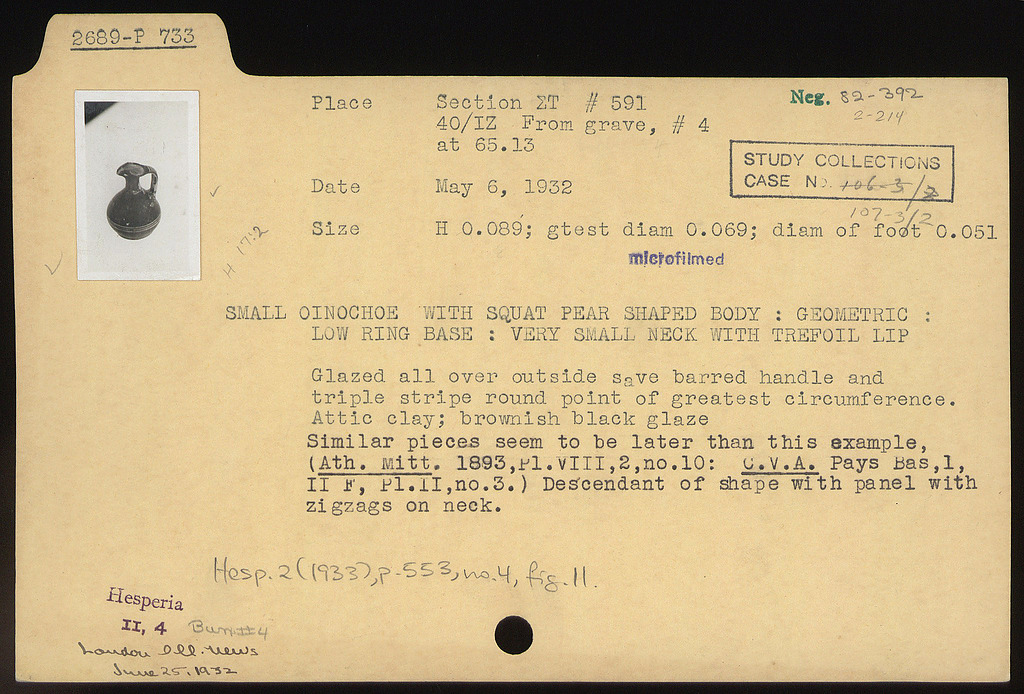 2689-P 733
Place Section ΣΤ # 591
40/ΙΖ From grave, # 4
at 65.13
Neg. 82-392
2-214
STUDY COLLECTIONS
CASE NO. 106-3/2
107-3/2
Date May 6, 1932
Size H 0.089; gtest diam 0.069; diam of foot 0.051
H 17:2
microfilmed
SMALL OINOCHOE WITH SQUAT PEAR SHAPED BODY : GEOMETRIC :
LOW RING BASE : VERY SMALL NECK WITH TREFOIL LIP
Glazed all over outside save barred handle and
triple stripe round point of greatest circumference.
Attic clay; brownish black glaze
Similar pieces seem to be later than this example,
(Ath. Mitt. 1893,Pl.VIII,2,no.10: C.V.A. Pays Bas,1,
II F, Pl.II,no.3.) Descendant of shape with panel with
zigzags on neck.
Hesp. 2 (1933), p. 553, no. 4, fig. 11.
Hesperia
II, 4 Burr #4
London Ill. News
June 25, 1932